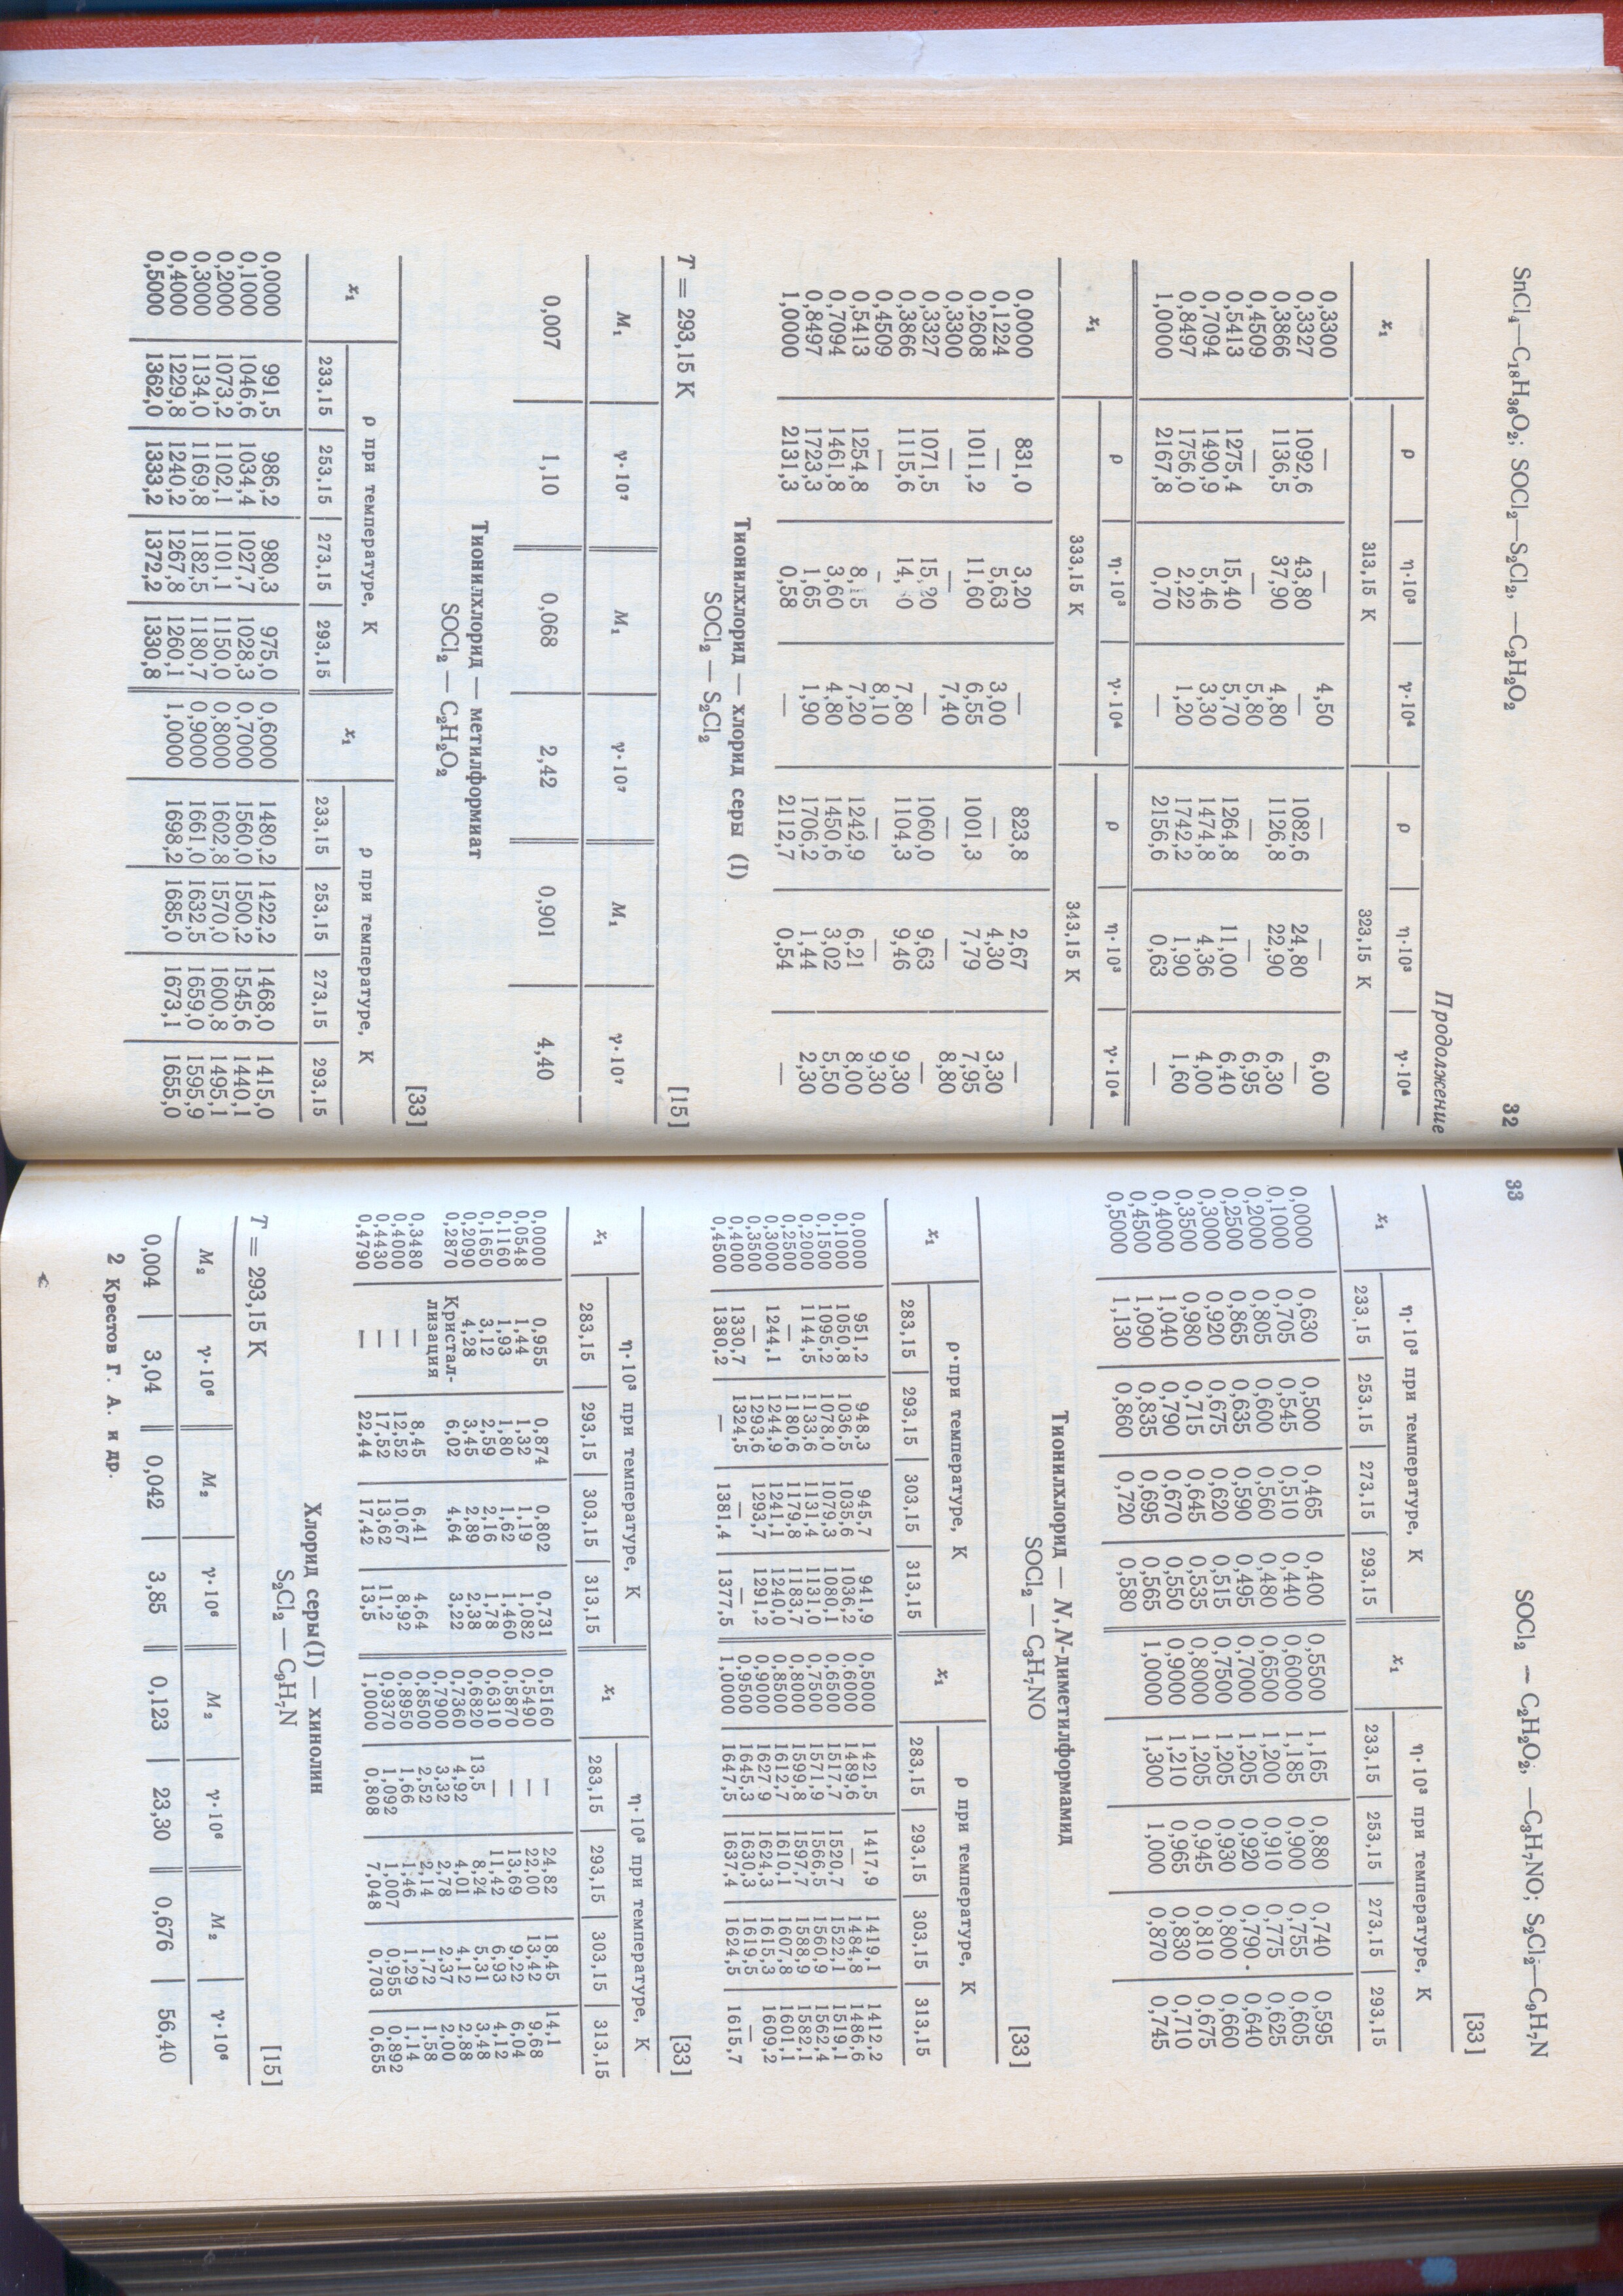 SnCl₄—C₁₈H₃₆O₂; SOCl₂—S₂Cl₂, —C₂H₂O₂ 32
Продолжение
x₁ ρ η·10³ γ·10⁴ ρ η·10³ γ·10⁴
313,15 К 323,15 К
0,3300 — — 4,50 — — 6,00
0,3327 1092,6 43,80 — 1082,6 24,80 —
0,3866 1136,5 37,90 4,80 1126,8 22,90 6,30
0,4509 — — 5,80 — — 6,95
0,5413 1275,4 15,40 5,70 1264,8 11,00 6,40
0,7094 1490,9 5,46 3,30 1474,8 4,36 4,00
0,8497 1756,0 2,22 1,20 1742,2 1,90 1,60
1,0000 2167,8 0,70 — 2156,6 0,63 —
x₁ ρ η·10³ γ·10⁴ ρ η·10³ γ·10⁴
333,15 К 343,15 К
0,0000 831,0 3,20 — 823,8 2,67 —
0,1224 — 5,63 3,00 — 4,30 3,30
0,2608 1011,2 11,60 6,55 1001,3 7,79 7,95
0,3300 — — 7,40 — — 8,80
0,3327 1071,5 15,20 — 1060,0 9,63 —
0,3866 1115,6 7,80 1104,3 9,46 9,30
0,4509 — – 8,10 — — 9,30
0,5413 1254,8 8,15 7,20 1242,9 6,21 8,00
0,7094 1461,8 3,60 4,80 1450,6 3,02 5,50
0,8497 1723,3 1,65 1,90 1706,2 1,44 2,30
1,0000 2131,3 0,58 — 2112,7 0,54 —
Тионилхлорид — хлорид серы (I)
SOCl₂ — S₂Cl₂
T = 293,15 К [15]
M₁ γ·10⁷ M₁ γ·10⁷ M₁ γ·10⁷
0,007 1,10 0,068 2,42 0,901 4,40
Тионилхлорид — метилформиат
SOCl₂ — C₂H₂O₂
[33]
x₁ ρ при температуре, К x₁ ρ при температуре, К
233,15 253,15 273,15 293,15 233,15 253,15 273,15 293,15
0,0000 991,5 986,2 980,3 975,0 0,6000 1480,2 1422,2 1468,0 1415,0
0,1000 1046,6 1034,4 1027,7 1028,3 0,7000 1560,0 1500,2 1545,6 1440,1
0,2000 1073,2 1102,1 1101,1 1150,0 0,8000 1602,8 1570,0 1600,8 1495,1
0,3000 1134,0 1169,8 1182,5 1180,7 0,9000 1661,0 1632,5 1659,0 1595,9
0,4000 1229,8 1240,2 1267,8 1260,1 1,0000 1698,2 1685,0 1673,1 1655,0
0,5000 1362,0 1333,2 1372,2 1330,8
33 SOCl₂ — C₂H₂O₂, —C₃H₇NO; S₂Cl₂—C₉H₇N
[33]
x₁ η·10³ при температуре, К x₁ η·10³ при температуре, К
233,15 253,15 273,15 293,15 233,15 253,15 273,15 293,15
0,0000 0,630 0,500 0,465 0,400 0,5500 1,165 0,880 0,740 0,595
0,1000 0,705 0,545 0,510 0,440 0,6000 1,185 0,900 0,755 0,605
0,2000 0,805 0,600 0,560 0,480 0,6500 1,200 0,910 0,775 0,625
0,2500 0,865 0,635 0,590 0,495 0,7000 1,205 0,920 0,790 0,640
0,3000 0,920 0,675 0,620 0,515 0,7500 1,205 0,930 0,800 0,660
0,3500 0,980 0,715 0,645 0,535 0,8000 1,205 0,945 0,810 0,675
0,4000 1,040 0,790 0,670 0,550 0,9000 1,210 0,965 0,830 0,710
0,4500 1,090 0,835 0,695 0,565 1,0000 1,300 1,000 0,870 0,745
0,5000 1,130 0,860 0,720 0,580
Тионилхлорид — N,N-диметилформамид
SOCl₂ — C₃H₇NO
[33]
x₁ ρ·при температуре, К x₁ ρ при температуре, К
283,15 293,15 303,15 313,15 283,15 293,15 303,15 313,15
0,0000 951,2 948,3 945,7 941,9 0,5000 1421,5 1417,9 1419,1 1412,2
0,1000 1050,8 1036,5 1035,6 1036,2 0,6000 1489,6 — 1484,8 1486,6
0,1500 1095,2 1078,0 1079,3 1080,1 0,6500 1517,7 1520,7 1522,1 1519,1
0,2000 1144,5 1133,6 1131,4 1131,0 0,7500 1571,9 1566,5 1560,9 1562,4
0,2500 — 1180,6 1179,8 1183,7 0,8000 1599,8 1597,7 1588,9 1582,1
0,3000 1244,1 1244,9 1241,1 1240,0 0,8500 1612,7 1610,1 1607,8 1601,1
0,3500 — 1293,6 1293,7 1291,2 0,9000 1627,9 1624,3 1615,3 1609,2
0,4000 1330,7 1324,5 — — 0,9500 1645,3 1630,3 1619,5 —
0,4500 1380,2 — 1381,4 1377,5 1,0000 1647,5 1637,4 1624,5 1615,7
[33]
x₁ η·10³ при температуре, К x₁ η·10³ при температуре, К
283,15 293,15 303,15 313,15 283,15 293,15 303,15 313,15
0,0000 0,955 0,874 0,802 0,731 0,5160 — 24,82 18,45 14,1
0,0548 1,44 1,32 1,19 1,082 0,5490 — 22,00 13,42 9,68
0,1160 1,93 1,80 1,62 1,460 0,5870 — 13,69 9,22 6,04
0,1650 3,12 2,59 2,16 1,78 0,6310 — 11,42 6,93 4,12
0,2090 4,28 3,45 2,89 2,38 0,6820 13,5 8,24 5,31 3,48
0,2870 Кристал- 6,02 4,64 3,22 0,7360 4,92 4,01 4,12 2,88
лизация 0,7900 3,32 2,78 2,37 2,00
0,3480 — 8,45 6,41 4,64 0,8500 2,52 2,14 1,72 1,58
0,4000 — 12,52 10,67 8,92 0,8950 1,66 1,46 1,29 1,14
0,4430 — 17,52 13,62 11,2 0,9370 1,092 1,007 0,955 0,892
0,4790 — 22,44 17,42 13,5 1,0000 0,808 7,048 0,703 0,655
Хлорид серы(I) — хинолин
S₂Cl₂ — C₉H₇N
T = 293,15 К [15]
M₂ γ·10⁶ M₂ γ·10⁶ M₂ γ·10⁶ M₂ γ·10⁶
0,004 3,04 0,042 3,85 0,123 23,30 0,676 56,40
2 Крестов Г. А. и др.